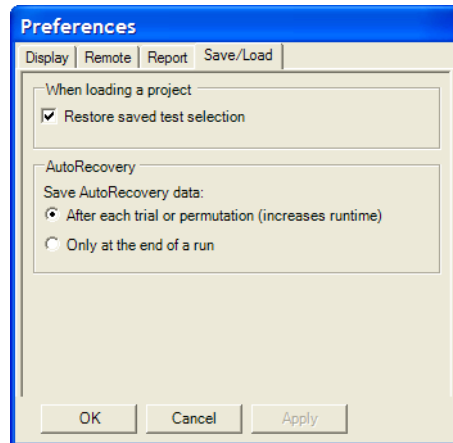 Preferences
Display Remote Report Save/Load
When loading a project
Restore saved test selection
AutoRecovery
Save AutoRecovery data:
After each trial or permutation (increases runtime)
Only at the end of a run
OK Cancel Apply